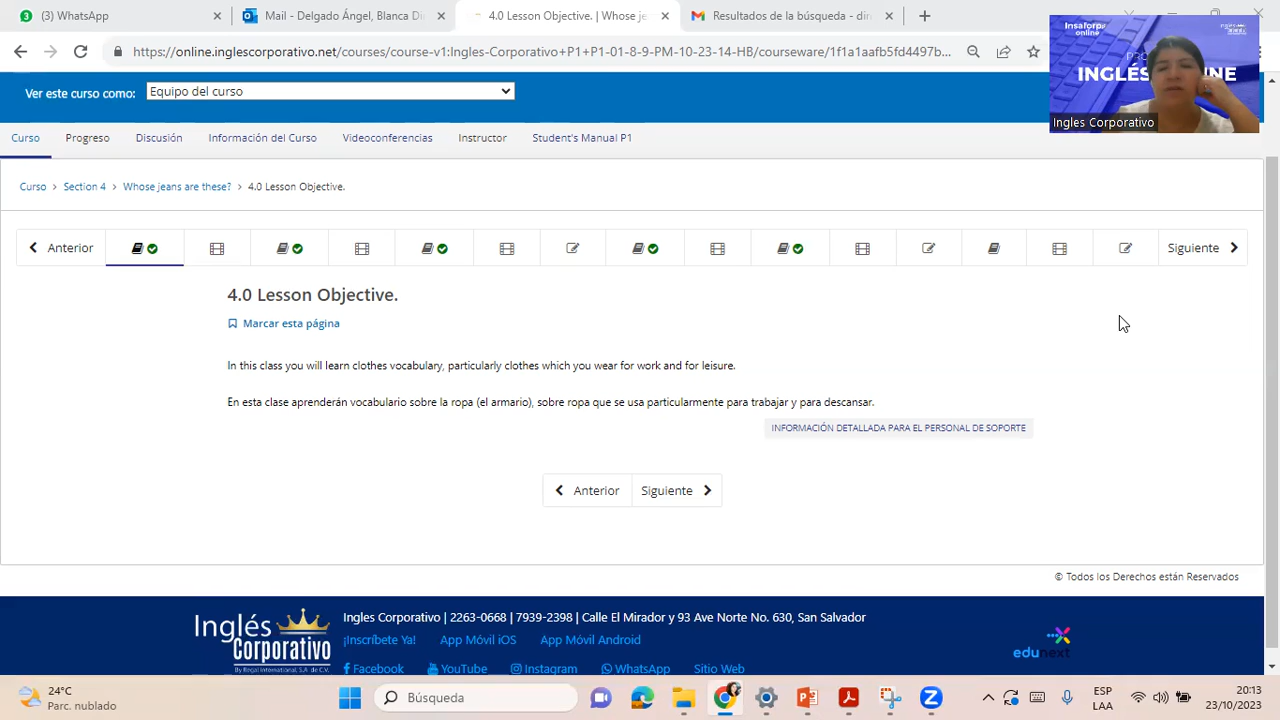 (3) WhatsApp
Mail - Delgado Ángel, Blanca Di
4.0 Lesson Objective. | Whose je
Resultados de la búsqueda - din
https://online.inglescorporativo.net/courses/course-v1:Ingles-Corporativo+P1+P1-01-8-9-PM-10-23-14-HB/courseware/1f1a1aafb5fd4497b...
Insaforp
online
INGLÉS ONLINE
Ingles Corporativo
Ver este curso como:
Equipo del curso
Curso
Progreso
Discusión
Información del Curso
Videoconferencias
Instructor
Student's Manual P1
Curso > Section 4 > Whose jeans are these? > 4.0 Lesson Objective.
Anterior
Siguiente
4.0 Lesson Objective.
Marcar esta página
In this class you will learn clothes vocabulary, particularly clothes which you wear for work and for leisure.
En esta clase aprenderán vocabulario sobre la ropa (el armario), sobre ropa que se usa particularmente para trabajar y para descansar.
INFORMACIÓN DETALLADA PARA EL PERSONAL DE SOPORTE
Anterior
Siguiente
© Todos los Derechos están Reservados
Inglés
Corporativo
By Regal International, S.A. de C.V.
Ingles Corporativo | 2263-0668 | 7939-2398 | Calle El Mirador y 93 Ave Norte No. 630, San Salvador
¡Inscríbete Ya!
App Móvil iOS
App Móvil Android
Facebook
YouTube
Instagram
WhatsApp
Sitio Web
edunext
24°C
Parc. nublado
Búsqueda
ESP
LAA
20:13
23/10/2023